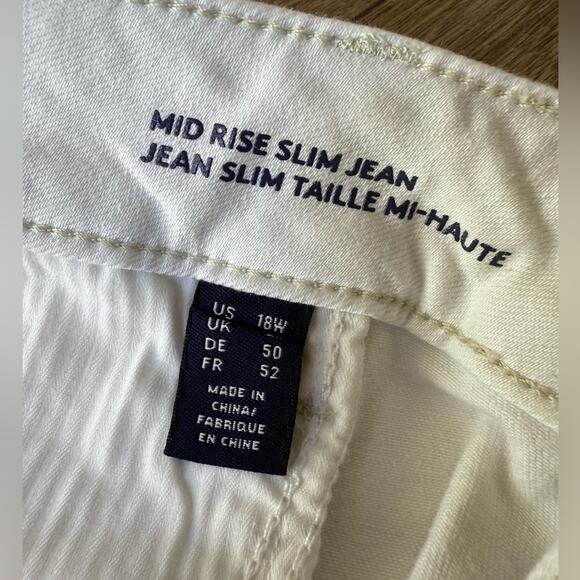 MID RISE SLIM JEAN
JEAN SLIM TAILLE MI-HAUTE
US 18W
UK
DE 50
FR 52
MADE IN
CHINA/
FABRIQUE
EN CHINE